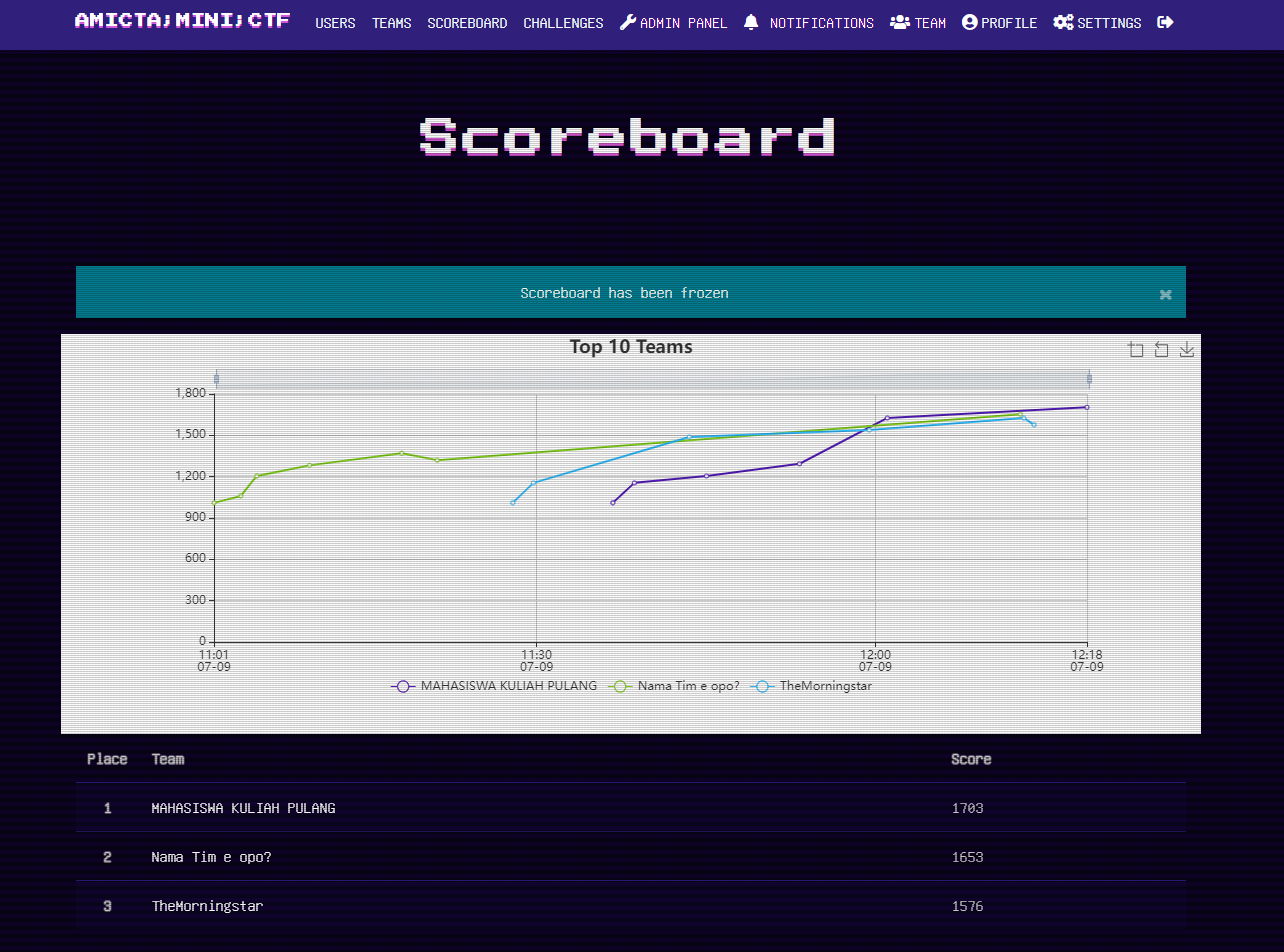 AMICTA;MINI;CTF USERS TEAMS SCOREBOARD CHALLENGES ADMIN PANEL NOTIFICATIONS TEAM PROFILE SETTINGS
Scoreboard
Scoreboard has been frozen ×
Top 10 Teams
1,800
1,500
1,200
900
600
300
0
11:01 11:30 12:00 12:18
07-09 07-09 07-09 07-09
MAHASISWA KULIAH PULANG Nama Tim e opo? TheMorningstar
Place Team Score
1 MAHASISWA KULIAH PULANG 1703
2 Nama Tim e opo? 1653
3 TheMorningstar 1576